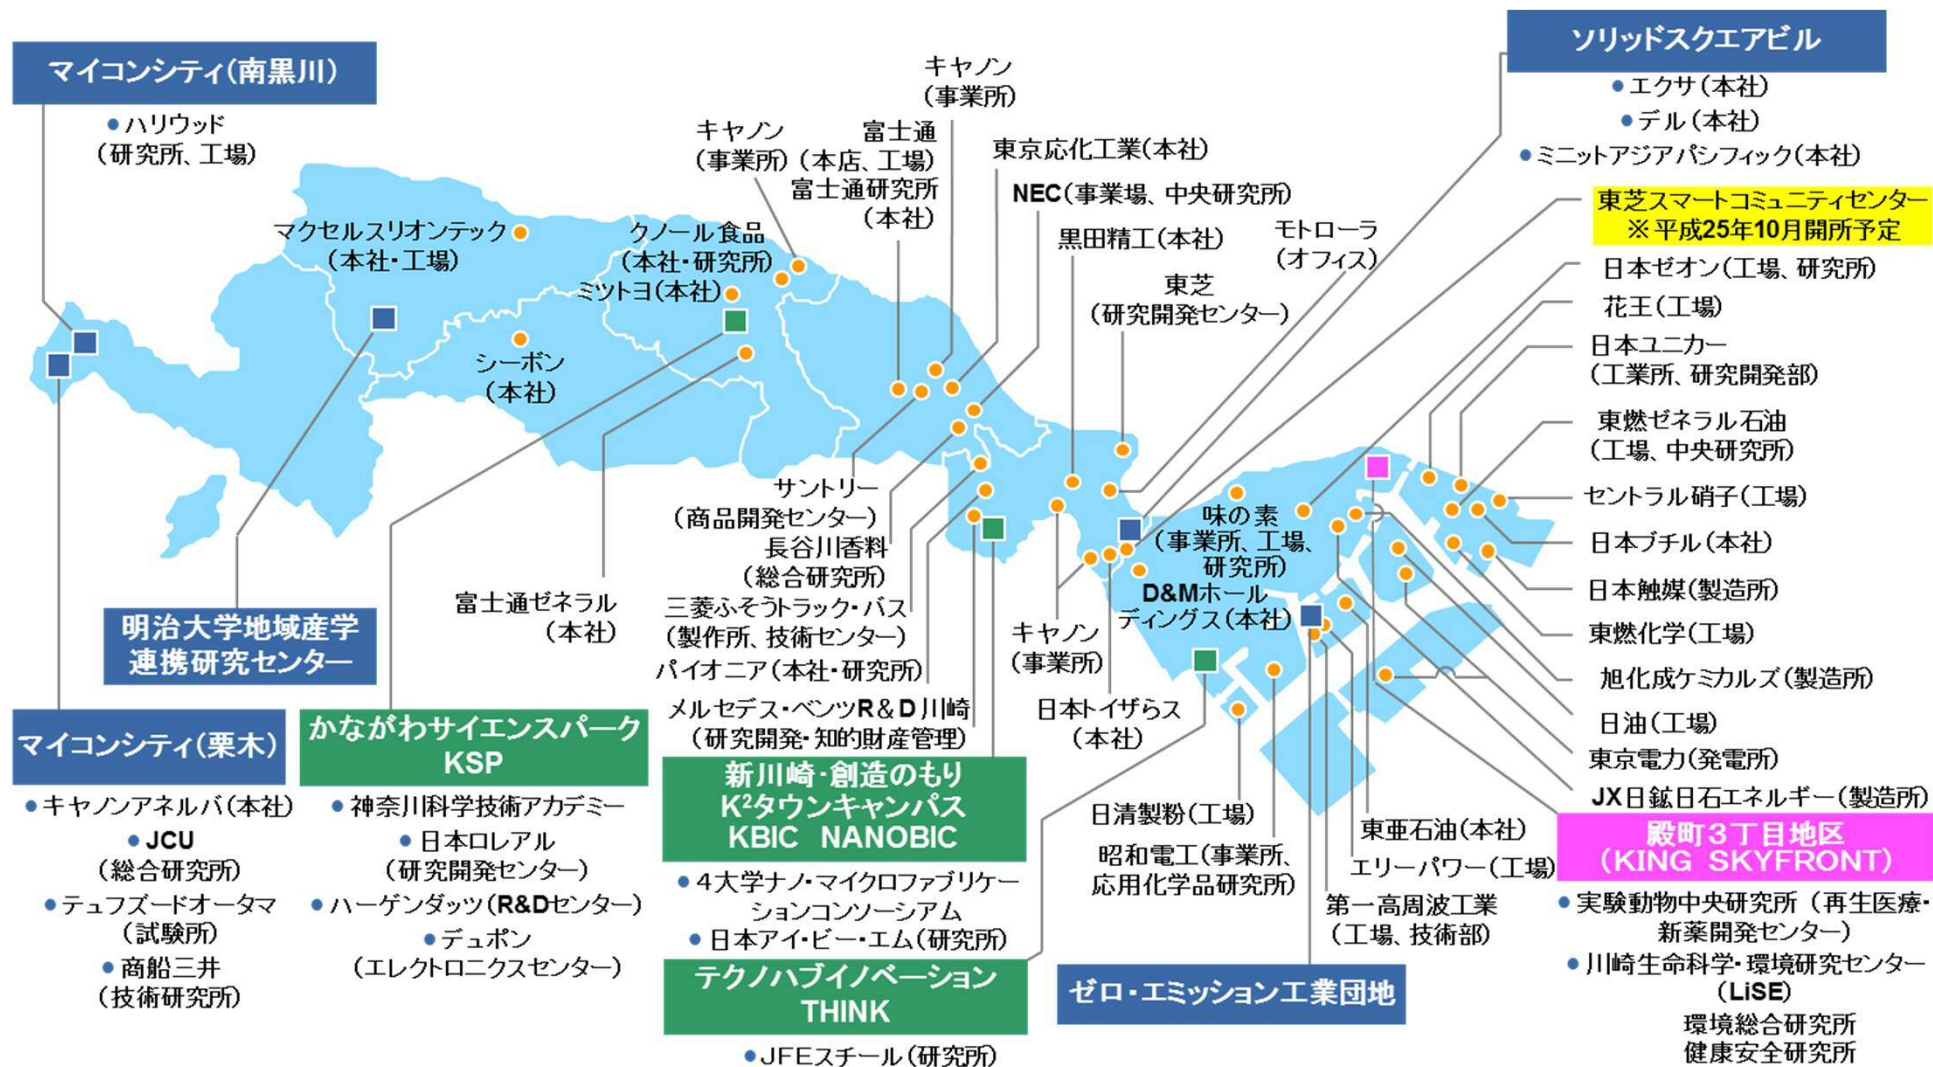 マイコンシティ(南黒川)
ハリウッド
(研究所、工場)
キヤノン
(事業所)
富士通
(本店、工場)
富士通研究所
(本社)
キヤノン
(事業所)
東京応化工業(本社)
NEC(事業場、中央研究所)
黒田精工(本社)
東芝
(研究開発センター)
モトローラ
(オフィス)
ソリッドスクエアビル
エクサ(本社)
デル(本社)
ミニットアジアパシフィック(本社)
東芝スマートコミュニティセンター
※平成25年10月開所予定
日本ゼオン(工場、研究所)
花王(工場)
日本ユニカー
(工業所、研究開発部)
東燃ゼネラル石油
(工場、中央研究所)
セントラル硝子(工場)
日本ブチル(本社)
日本触媒(製造所)
東燃化学(工場)
旭化成ケミカルズ(製造所)
日油(工場)
東京電力(発電所)
JX日鉱日石エネルギー(製造所)
マクセルスリオンテック
(本社・工場)
クノール食品
(本社・研究所)
ミツトヨ(本社)
シーボン
(本社)
サントリー
(商品開発センター)
長谷川香料
(総合研究所)
三菱ふそうトラック・バス
(製作所、技術センター)
パイオニア(本社・研究所)
メルセデス・ベンツR&D川崎
(研究開発・知的財産管理)
富士通ゼネラル
(本社)
キヤノン
(事業所)
日本トイザらス
(本社)
味の素
(事業所、工場、
研究所)
D&Mホール
ディングス(本社)
日清製粉(工場)
昭和電工(事業所、
応用化学品研究所)
東亜石油(本社)
エリーパワー(工場)
第一高周波工業
(工場、技術部)
明治大学地域産学
連携研究センター
マイコンシティ(栗木)
キヤノンアネルバ(本社)
JCU
(総合研究所)
テュフズードオータマ
(試験所)
商船三井
(技術研究所)
かながわサイエンスパーク
KSP
神奈川科学技術アカデミー
日本ロレアル
(研究開発センター)
ハーゲンダッツ(R&Dセンター)
デュポン
(エレクトロニクスセンター)
新川崎・創造のもり
K²タウンキャンパス
KBIC NANOBIC
4大学ナノ・マイクロファブリケー
ションコンソーシアム
日本アイ・ビー・エム(研究所)
テクノハブイノベーション
THINK
JFEスチール(研究所)
ゼロ・エミッション工業団地
殿町3丁目地区
(KING SKYFRONT)
実験動物中央研究所(再生医療・
新薬開発センター)
川崎生命科学・環境研究センター
(LiSE)
環境総合研究所
健康安全研究所